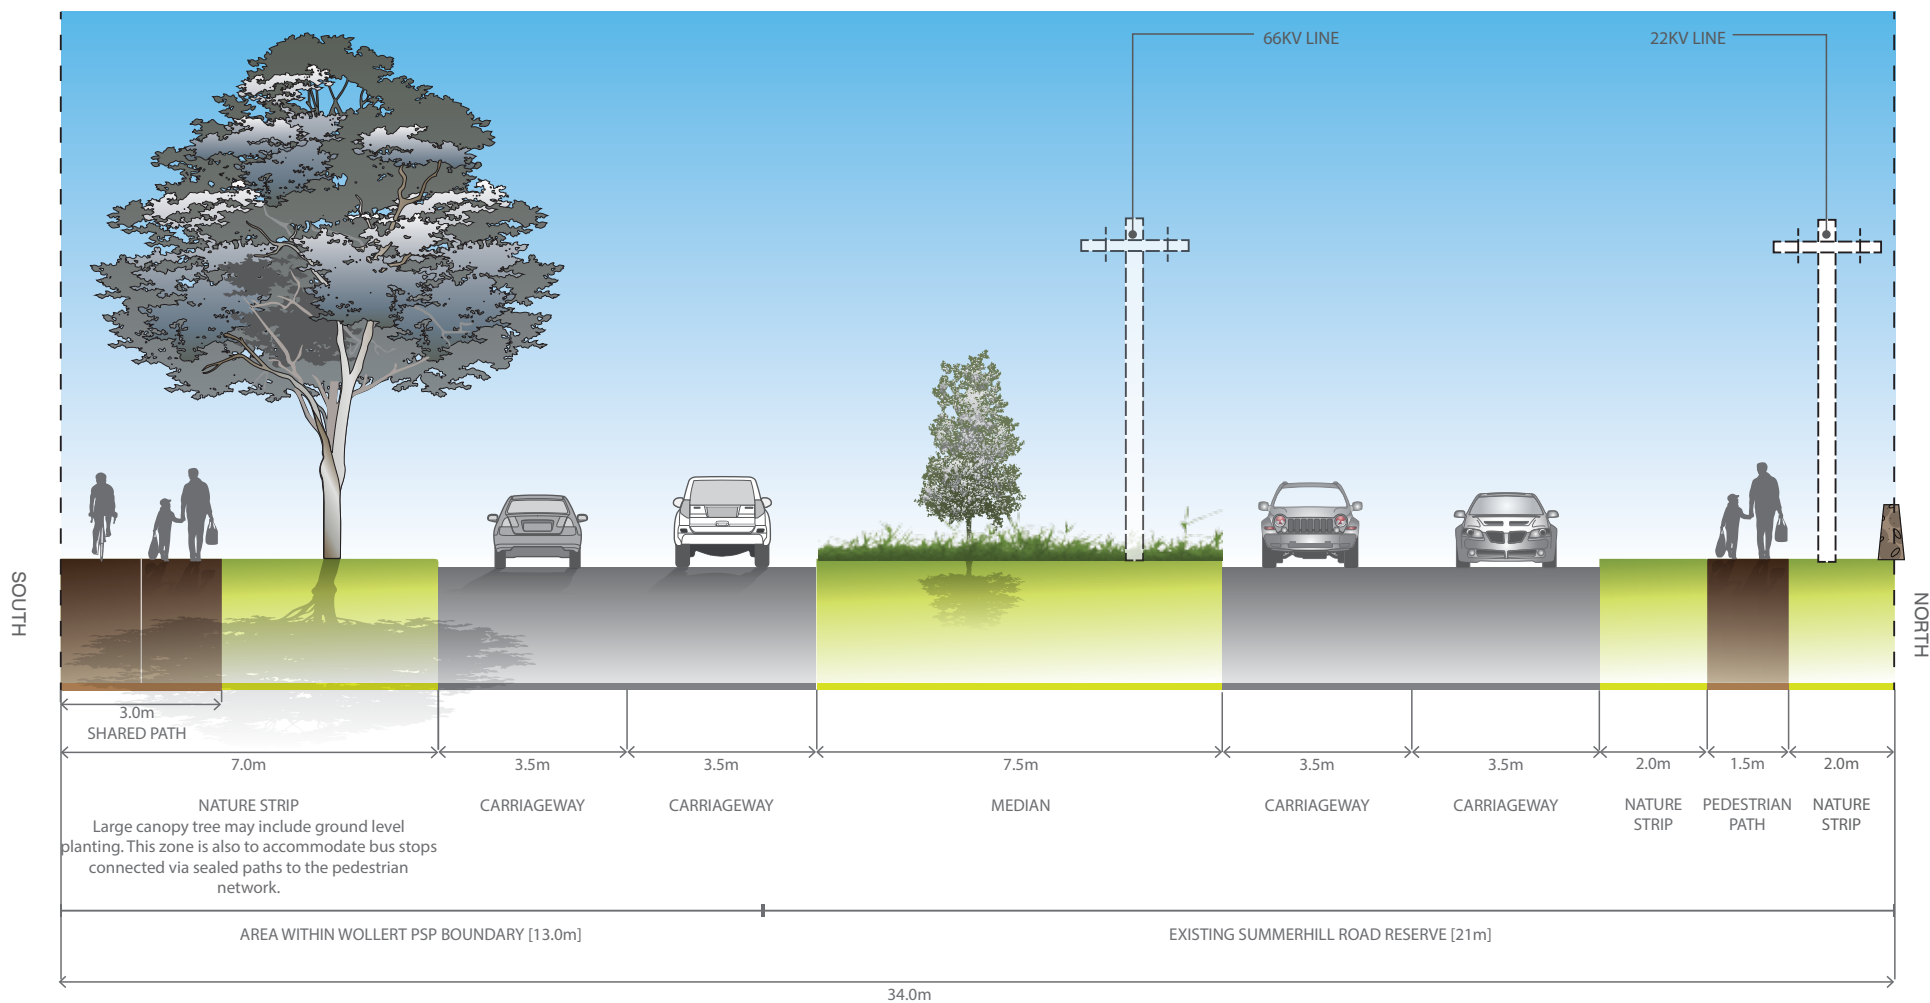 66KV LINE
22KV LINE
SOUTH
NORTH
3.0m
SHARED PATH
7.0m
3.5m
3.5m
7.5m
3.5m
3.5m
2.0m
1.5m
2.0m
NATURE STRIP
Large canopy tree may include ground level
planting. This zone is also to accommodate bus stops
connected via sealed paths to the pedestrian
network.
CARRIAGEWAY
CARRIAGEWAY
MEDIAN
CARRIAGEWAY
CARRIAGEWAY
NATURE
STRIP
PEDESTRIAN
PATH
NATURE
STRIP
AREA WITHIN WOLLERT PSP BOUNDARY [13.0m]
EXISTING SUMMERHILL ROAD RESERVE [21m]
34.0m